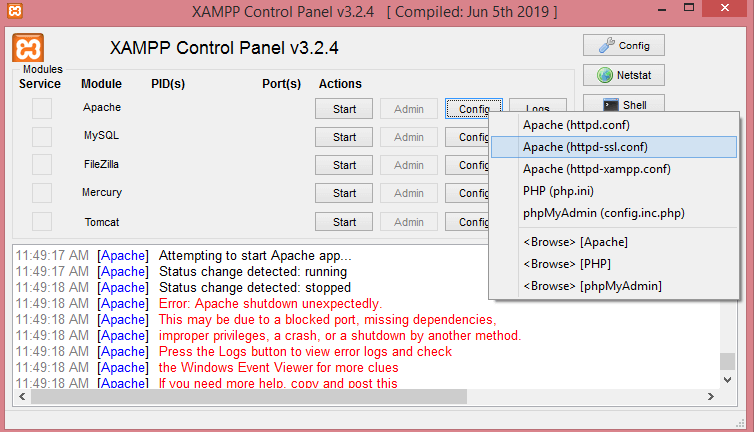 XAMPP Control Panel v3.2.4 [ Compiled: Jun 5th 2019 ]
XAMPP Control Panel v3.2.4
Config
Netstat
Shell
Modules
Service Module PID(s) Port(s) Actions
Apache Start Admin Config Logs
MySQL Start Admin Config
FileZilla Start Admin Config
Mercury Start Admin Config
Tomcat Start Admin Config
Apache (httpd.conf)
Apache (httpd-ssl.conf)
Apache (httpd-xampp.conf)
PHP (php.ini)
phpMyAdmin (config.inc.php)
<Browse> [Apache]
<Browse> [PHP]
<Browse> [phpMyAdmin]
11:49:17 AM [Apache] Attempting to start Apache app...
11:49:17 AM [Apache] Status change detected: running
11:49:18 AM [Apache] Status change detected: stopped
11:49:18 AM [Apache] Error: Apache shutdown unexpectedly.
11:49:18 AM [Apache] This may be due to a blocked port, missing dependencies,
11:49:18 AM [Apache] improper privileges, a crash, or a shutdown by another method.
11:49:18 AM [Apache] Press the Logs button to view error logs and check
11:49:18 AM [Apache] the Windows Event Viewer for more clues
11:49:18 AM [Apache] If you need more help, copy and post this